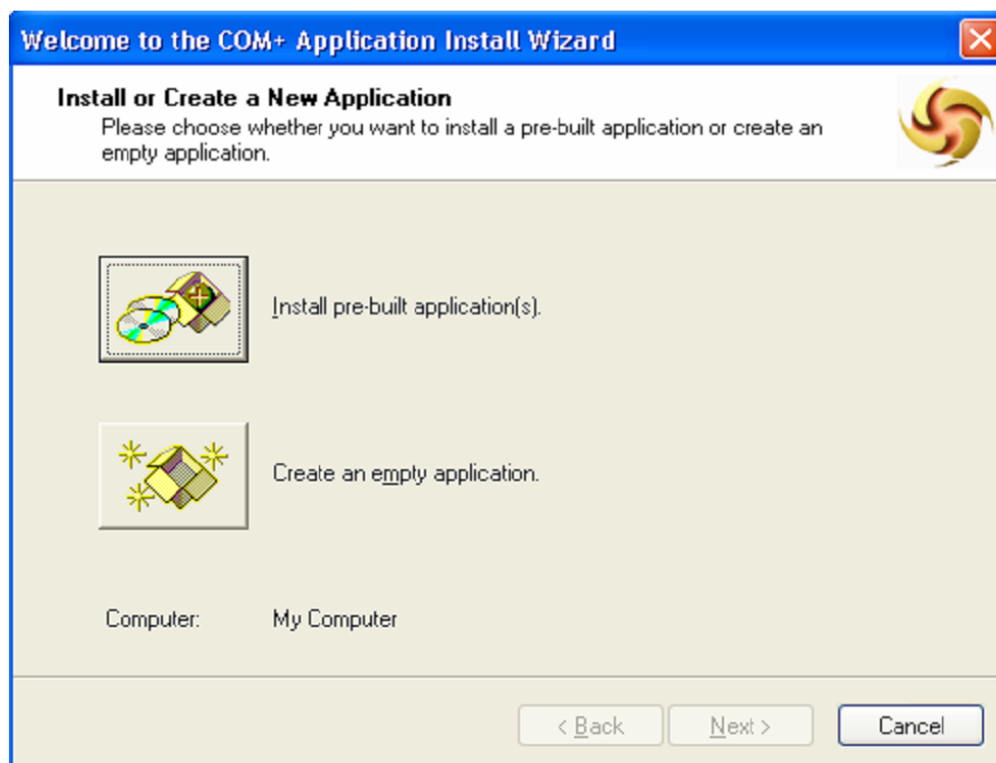 Welcome to the COM+ Application Install Wizard
Install or Create a New Application
Please choose whether you want to install a pre-built application or create an
empty application.
Install pre-built application(s).
Create an empty application.
Computer: My Computer
< Back Next > Cancel